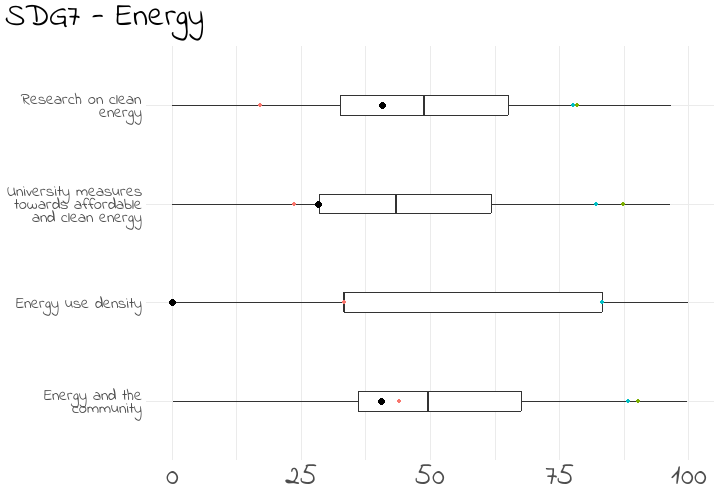 SDG7 - Energy
Research on clean
energy
University measures
towards affordable
and clean energy
Energy use density
Energy and the
community
0
25
50
75
100